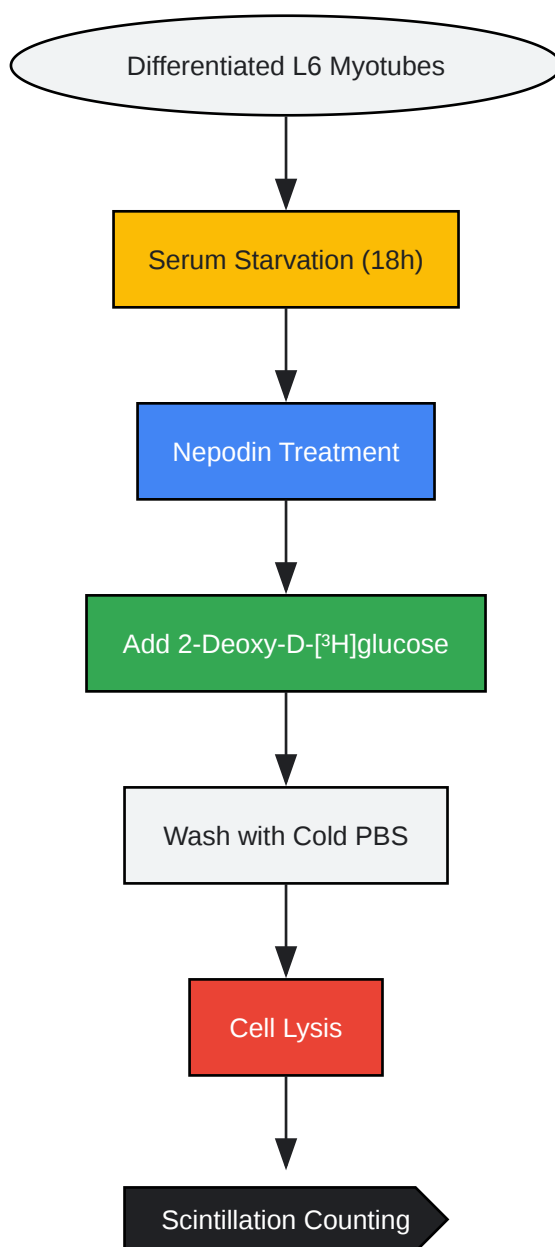 Differentiated L6 Myotubes
Serum Starvation (18h)
Nepodin Treatment
Add 2-Deoxy-D-[³H]glucose
Wash with Cold PBS
Cell Lysis
Scintillation Counting